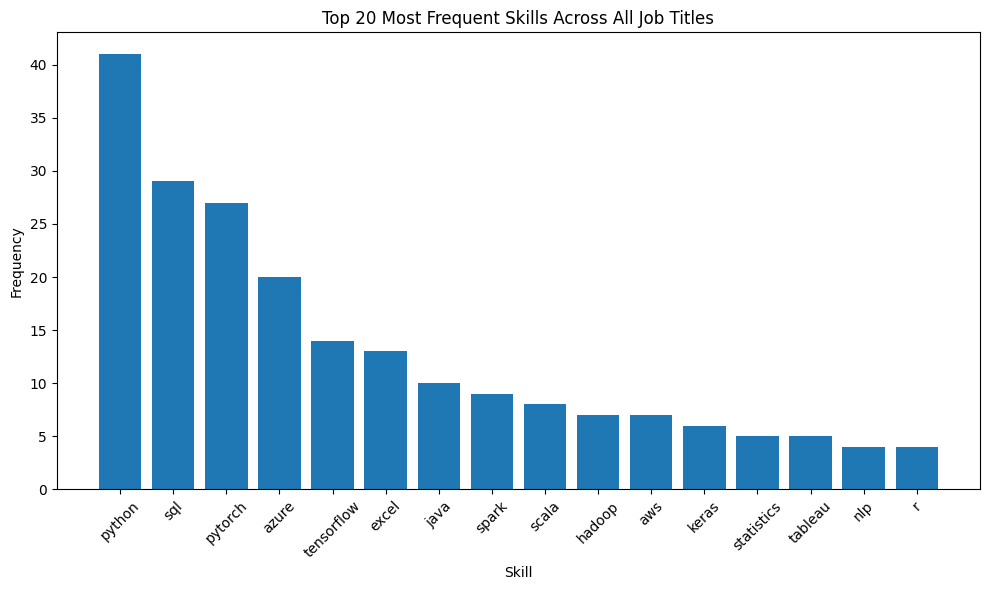 Top 20 Most Frequent Skills Across All Job Titles
Frequency
40
35
30
25
20
15
10
5
0
python
sql
pytorch
azure
tensorflow
excel
java
spark
scala
hadoop
aws
keras
statistics
tableau
nlp
r
Skill